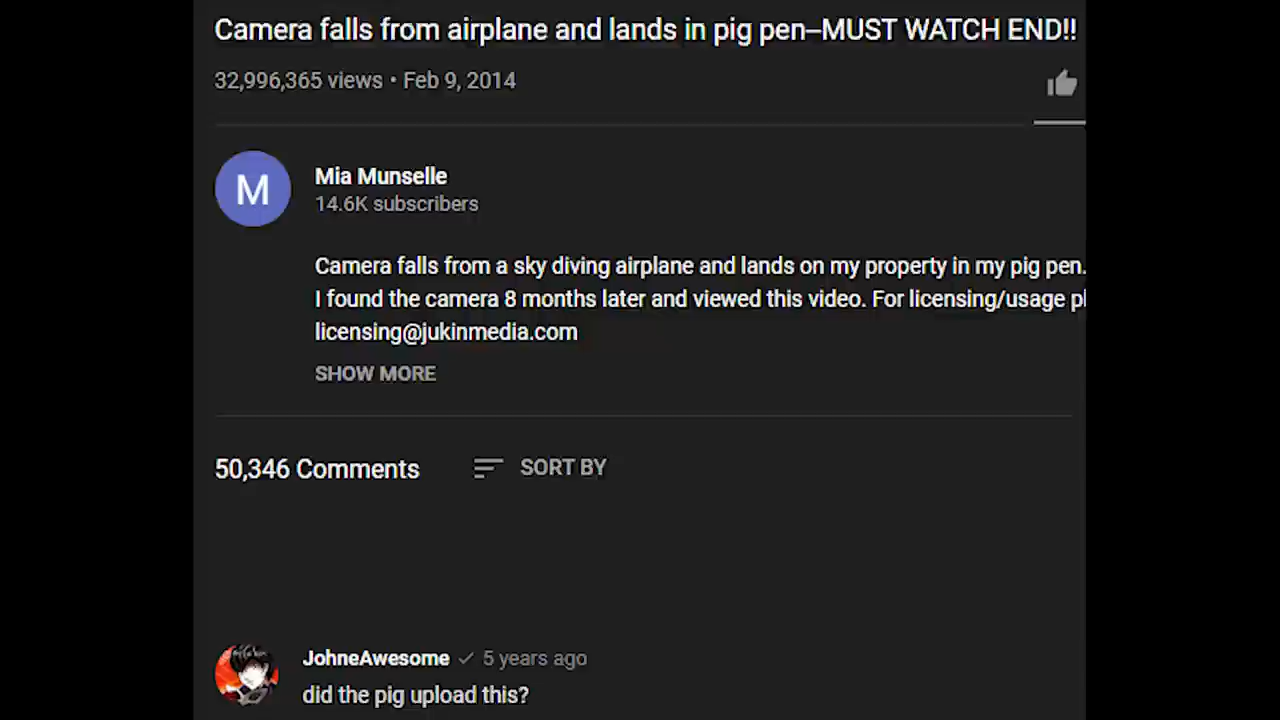 Camera falls from airplane and lands in pig pen--MUST WATCH END!!
32,996,365 views • Feb 9, 2014
M
Mia Munselle
14.6K subscribers
Camera falls from a sky diving airplane and lands on my property in my pig pen.
I found the camera 8 months later and viewed this video. For licensing/usage pl
licensing@jukinmedia.com
SHOW MORE
50,346 Comments SORT BY
JohneAwesome 5 years ago
did the pig upload this?